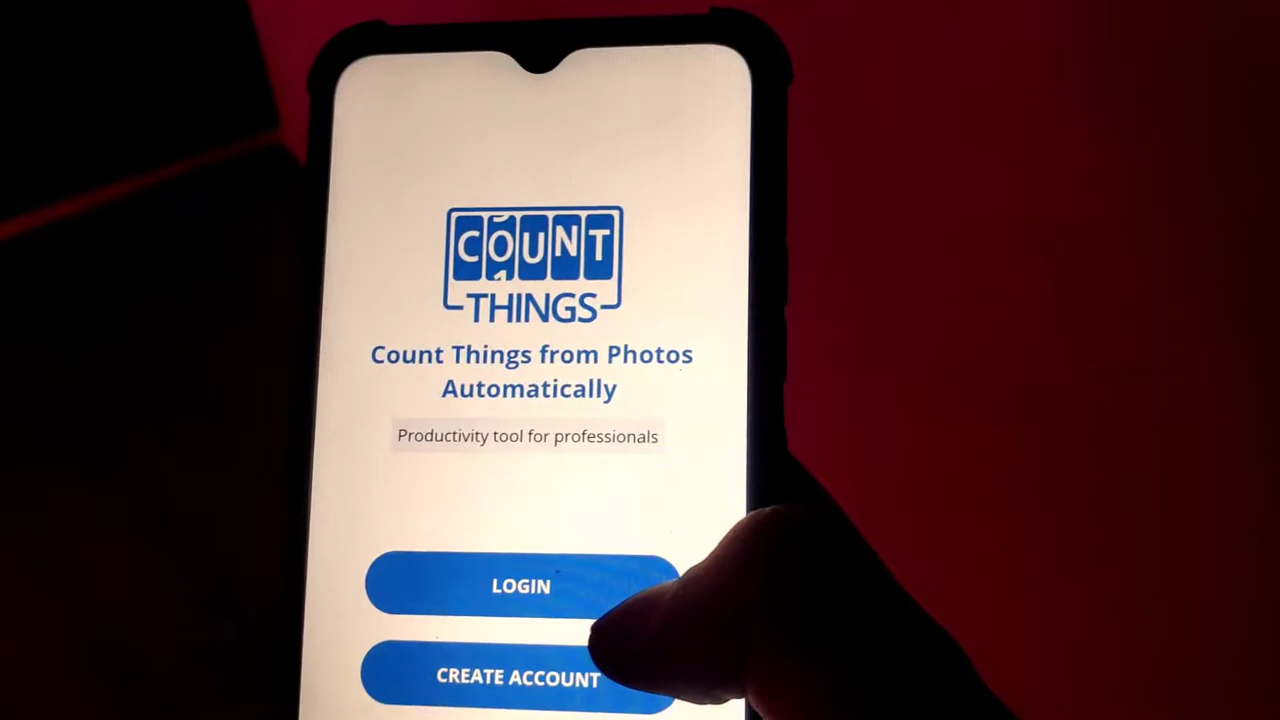 COUNT
THINGS
Count Things from Photos
Automatically
Productivity tool for professionals
LOGIN
CREATE ACCOUNT